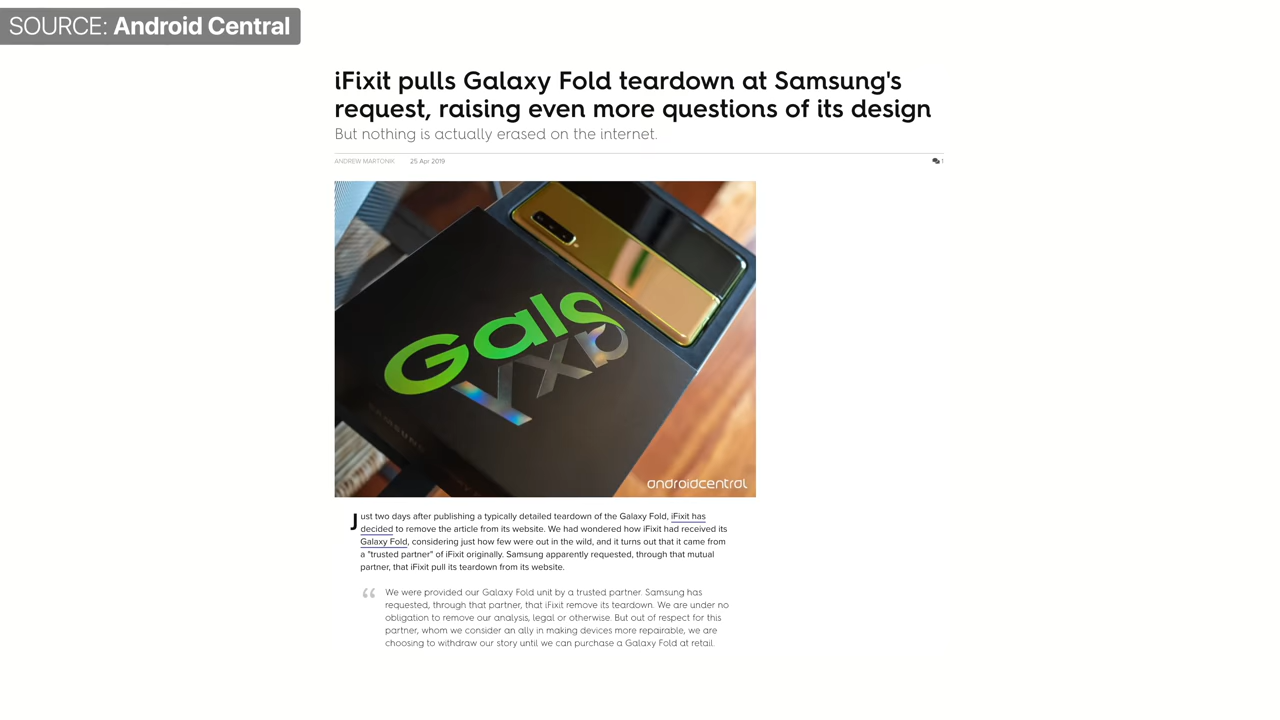 SOURCE: Android Central
iFixit pulls Galaxy Fold teardown at Samsung's
request, raising even more questions of its design
But nothing is actually erased on the internet.
ANDREW MARTONIK 25 Apr 2019 1
Gala
xy
SAMSUNG
androidcentral
Just two days after publishing a typically detailed teardown of the Galaxy Fold, iFixit has
decided to remove the article from its website. We had wondered how iFixit had received its
Galaxy Fold, considering just how few were out in the wild, and it turns out that it came from
a "trusted partner" of iFixit originally. Samsung apparently requested, through that mutual
partner, that iFixit pull its teardown from its website.
“ We were provided our Galaxy Fold unit by a trusted partner. Samsung has
requested, through that partner, that iFixit remove its teardown. We are under no
obligation to remove our analysis, legal or otherwise. But out of respect for this
partner, whom we consider an ally in making devices more repairable, we are
choosing to withdraw our story until we can purchase a Galaxy Fold at retail.